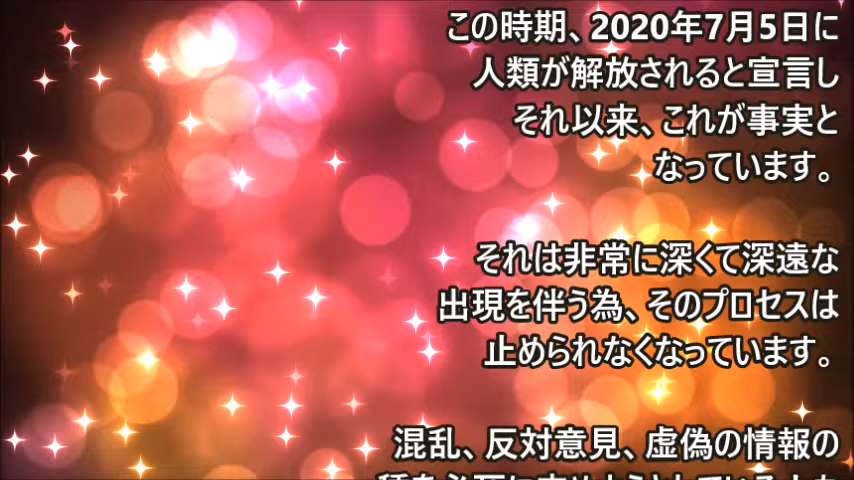 この時期、2020年7月5日に
人類が解放されると宣言し
それ以来、これが事実と
なっています。
それは非常に深くて深遠な
出現を伴う為、そのプロセスは
止められなくなっています。
混乱、反対意見、虚偽の情報の